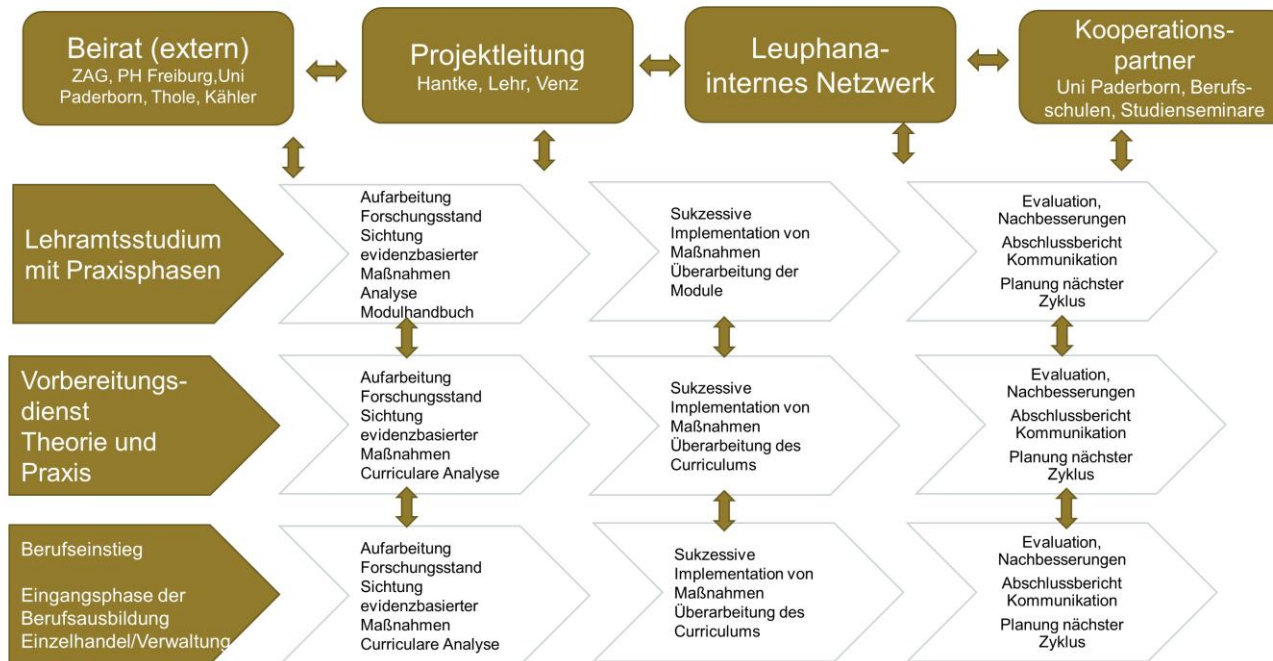 Beirat (extern)
ZAG, PH Freiburg,Uni
Paderborn, Thole, Kähler
Projektleitung
Hantke, Lehr, Venz
Leuphana-
internes Netzwerk
Kooperations-
partner
Uni Paderborn, Berufs-
schulen, Studienseminare
Lehramtsstudium
mit Praxisphasen
Aufarbeitung
Forschungsstand
Sichtung
evidenzbasierter
Maßnahmen
Analyse
Modulhandbuch
Sukzessive
Implementation von
Maßnahmen
Überarbeitung der
Module
Evaluation,
Nachbesserungen
Abschlussbericht
Kommunikation
Planung nächster
Zyklus
Vorbereitungs-
dienst
Theorie und
Praxis
Aufarbeitung
Forschungsstand
Sichtung
evidenzbasierter
Maßnahmen
Curriculare Analyse
Sukzessive
Implementation von
Maßnahmen
Überarbeitung des
Curriculums
Evaluation,
Nachbesserungen
Abschlussbericht
Kommunikation
Planung nächster
Zyklus
Berufseinstieg
Eingangsphase der
Berufsausbildung
Einzelhandel/Verwaltung
Aufarbeitung
Forschungsstand
Sichtung
evidenzbasierter
Maßnahmen
Curriculare Analyse
Sukzessive
Implementation von
Maßnahmen
Überarbeitung des
Curriculums
Evaluation,
Nachbesserungen
Abschlussbericht
Kommunikation
Planung nächster
Zyklus